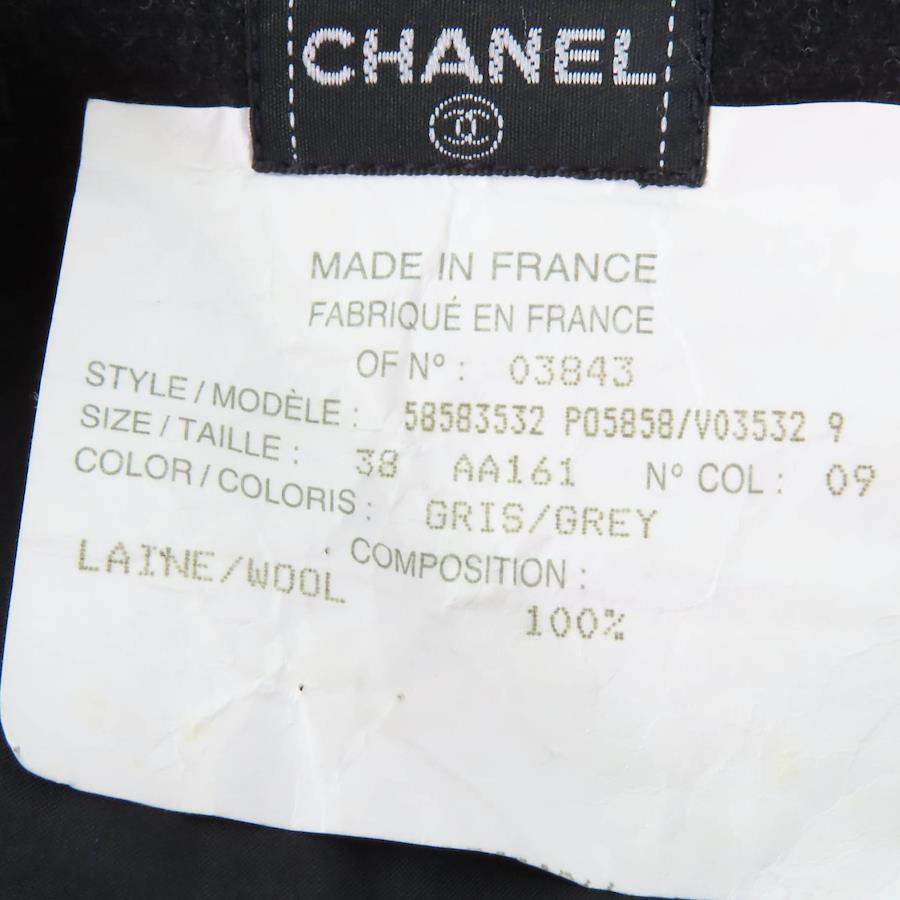 CHANEL
MADE IN FRANCE
FABRIQUÉ EN FRANCE
OF N° : 03843
STYLE / MODÈLE : 58583532 P05858/V03532 9
SIZE / TAILLE : 38 AA161 N° COL : 09
COLOR / COLORIS : GRIS/GREY
COMPOSITION :
LAINE/WOOL 100%